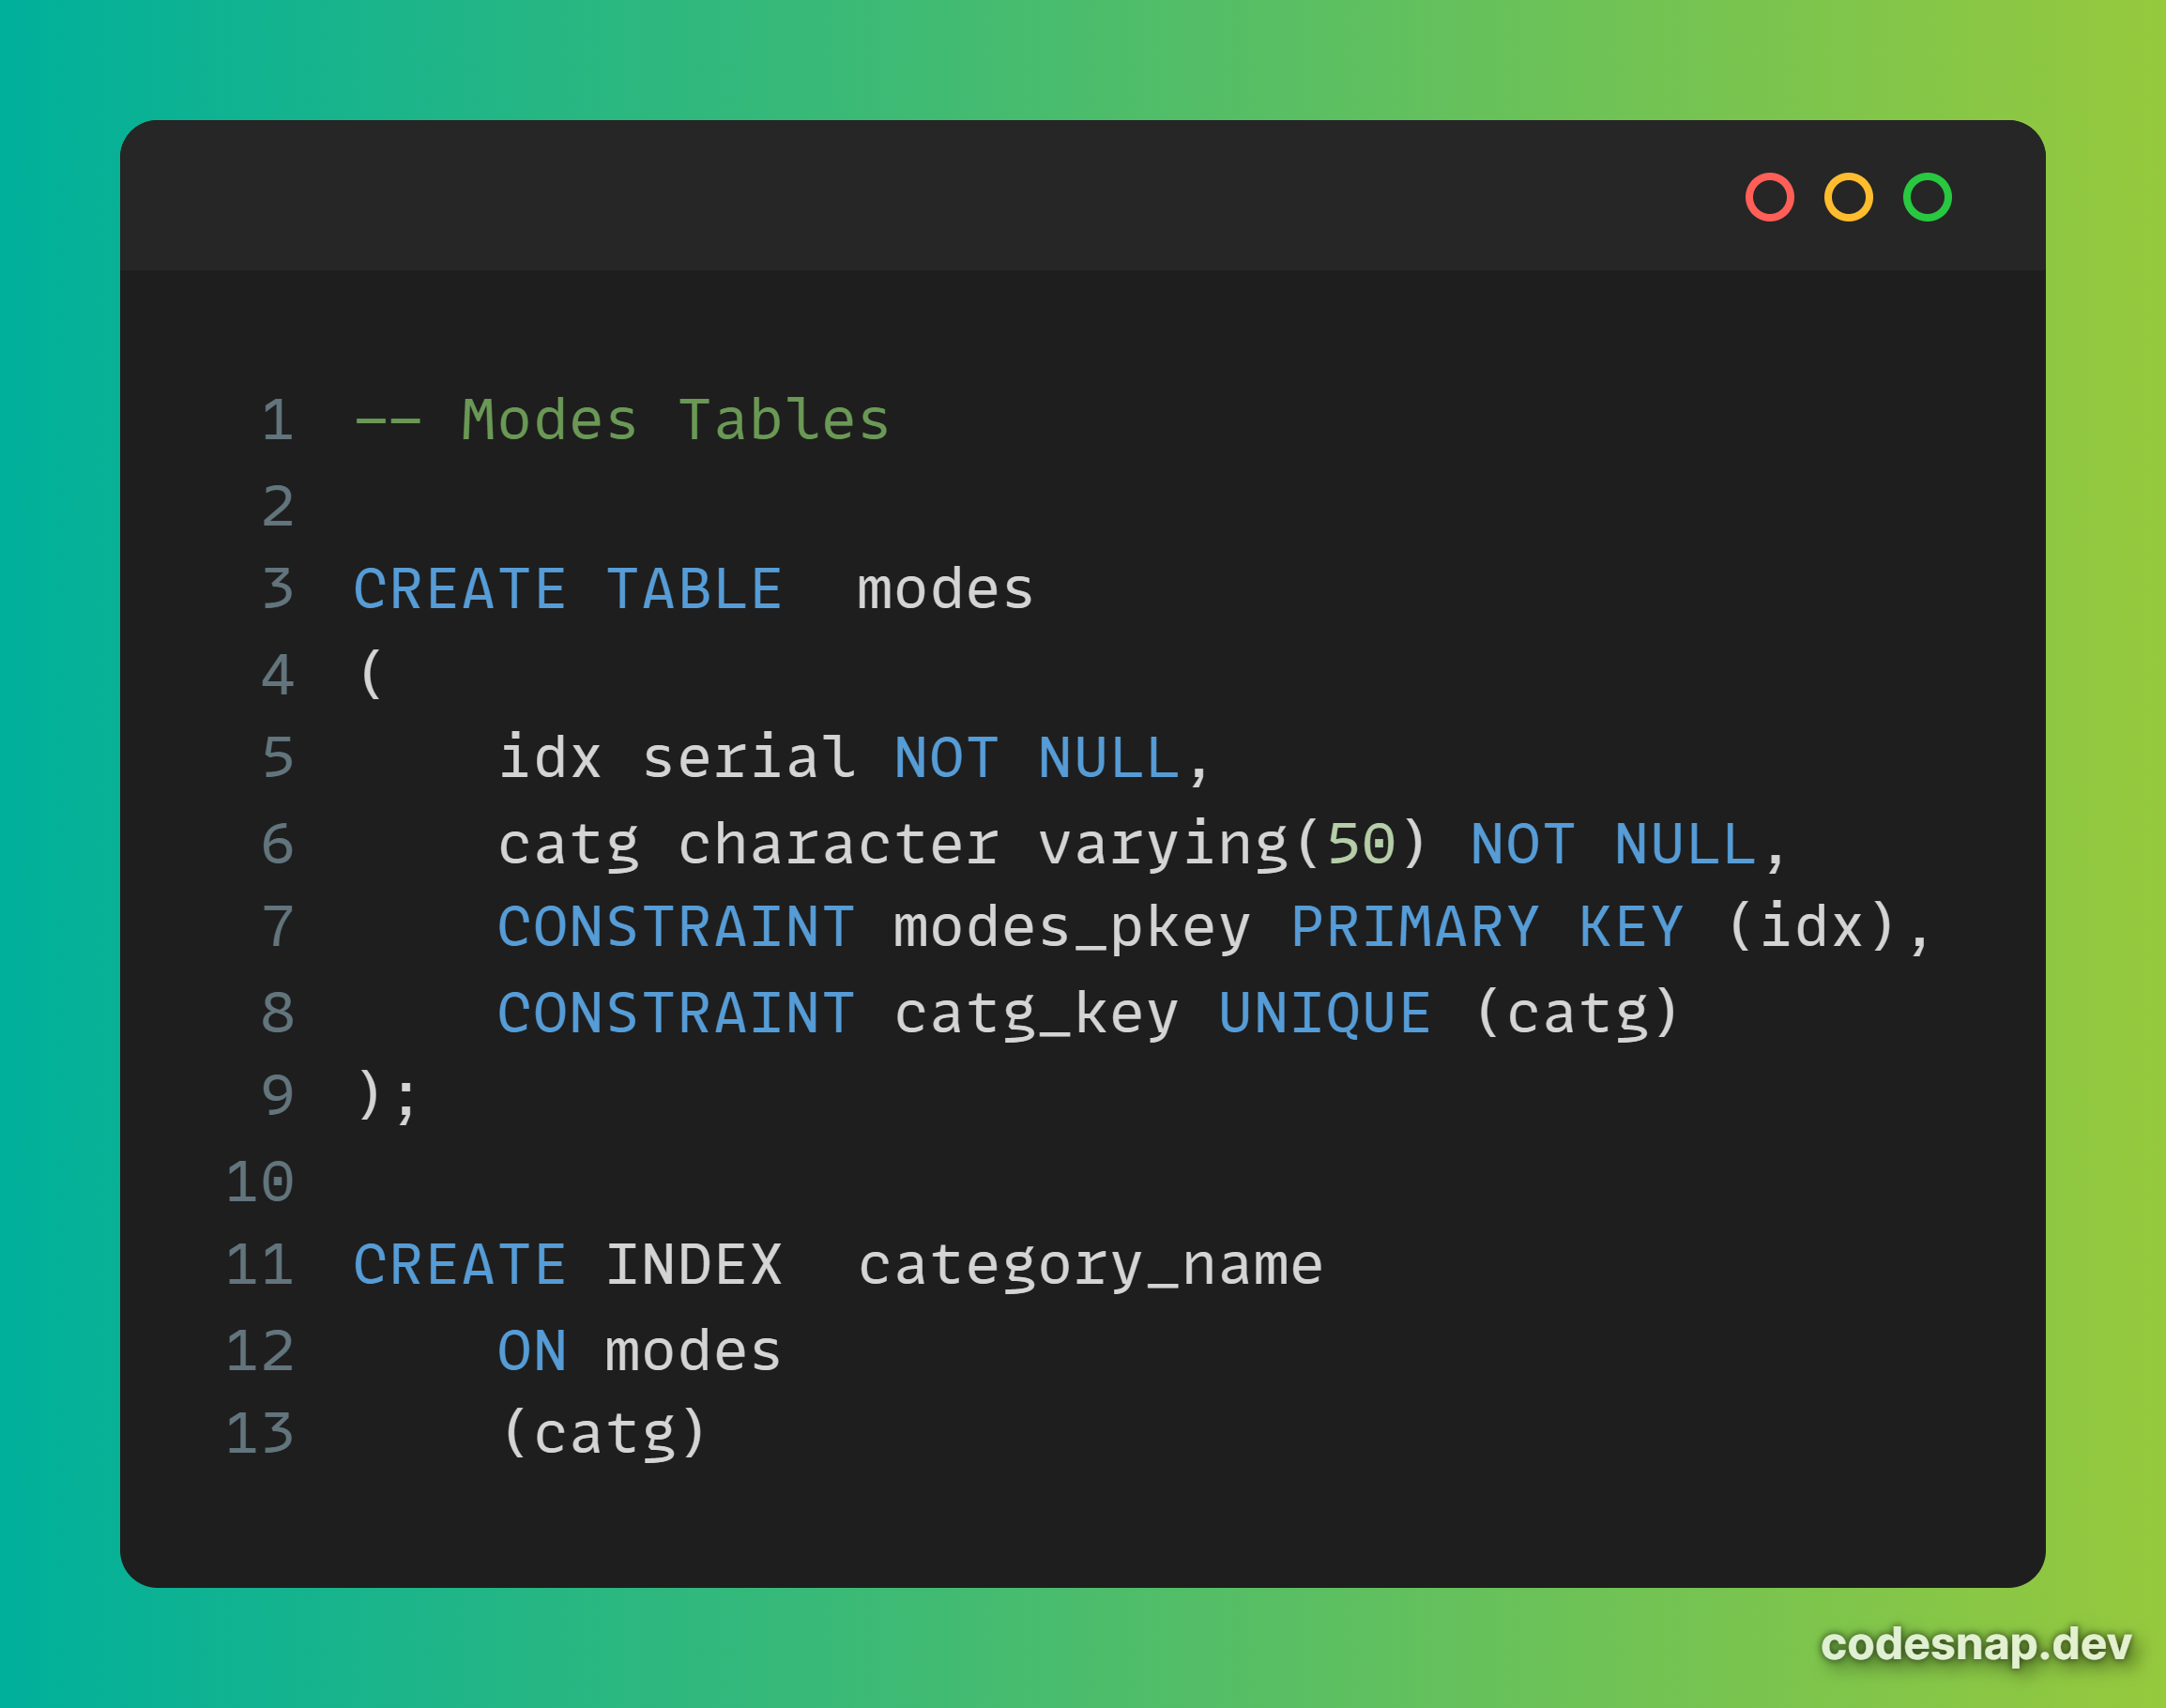 1 -- Modes Tables
2
3 CREATE TABLE  modes
4 (
5     idx serial NOT NULL,
6     catg character varying(50) NOT NULL,
7     CONSTRAINT modes_pkey PRIMARY KEY (idx),
8     CONSTRAINT catg_key UNIQUE (catg)
9 );
10
11 CREATE INDEX  category_name
12     ON modes
13     (catg)
codesnap.dev